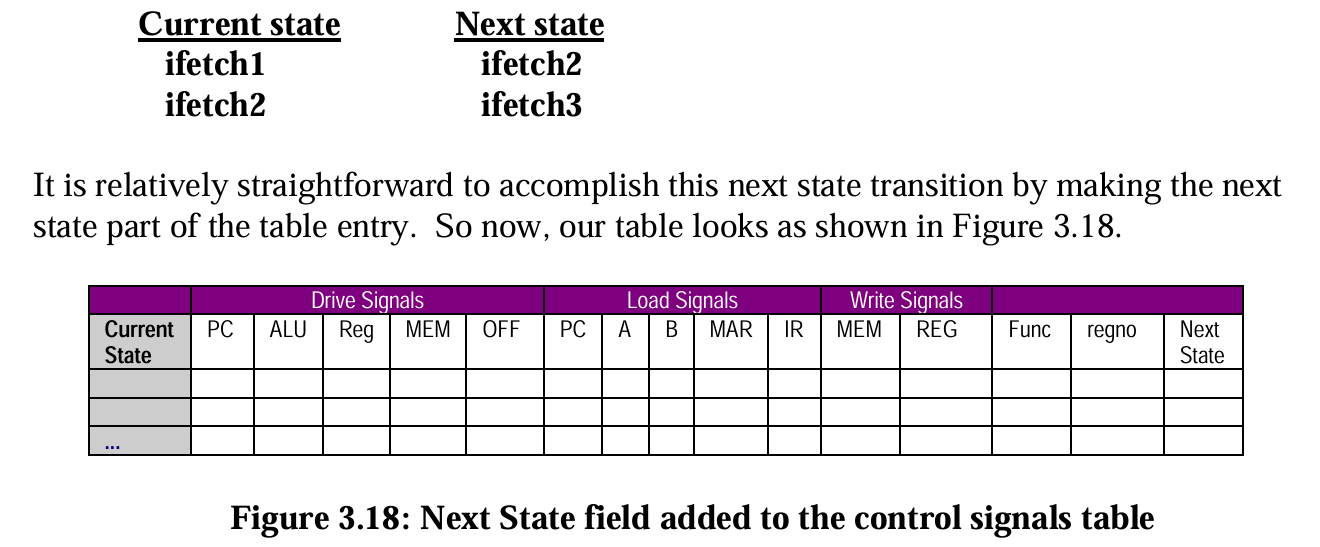 Current state Next state
ifetch1 ifetch2
ifetch2 ifetch3
It is relatively straightforward to accomplish this next state transition by making the next
state part of the table entry.  So now, our table looks as shown in Figure 3.18.
Drive Signals Load Signals Write Signals
Current State PC ALU Reg MEM OFF PC A B MAR IR MEM REG Func regno Next State
...
Figure 3.18: Next State field added to the control signals table